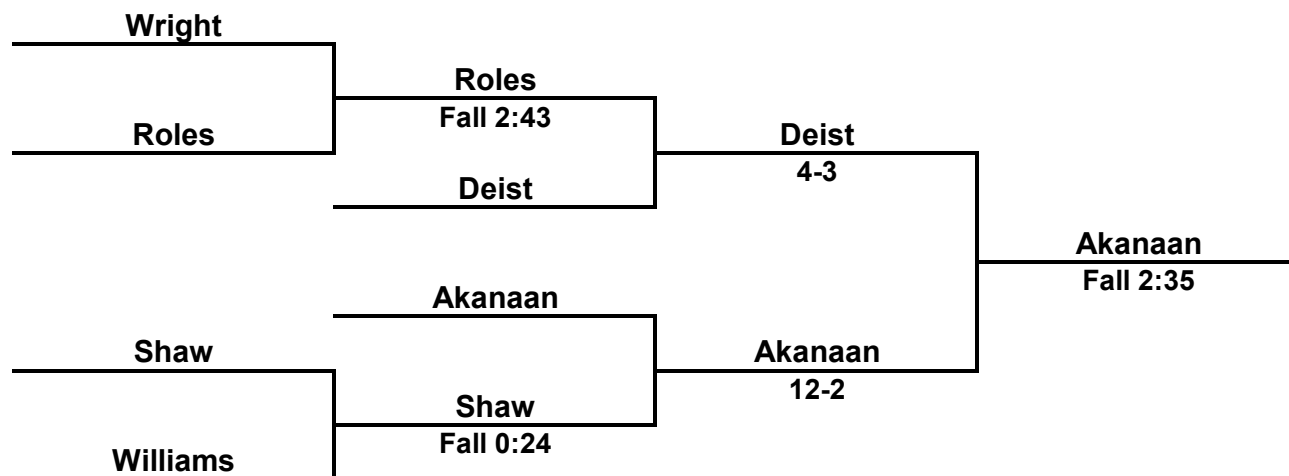 Wright
Roles
Fall 2:43
Roles
Deist
4-3
Deist
Akanaan
Fall 2:35
Akanaan
Shaw
Akanaan
12-2
Shaw
Fall 0:24
Williams